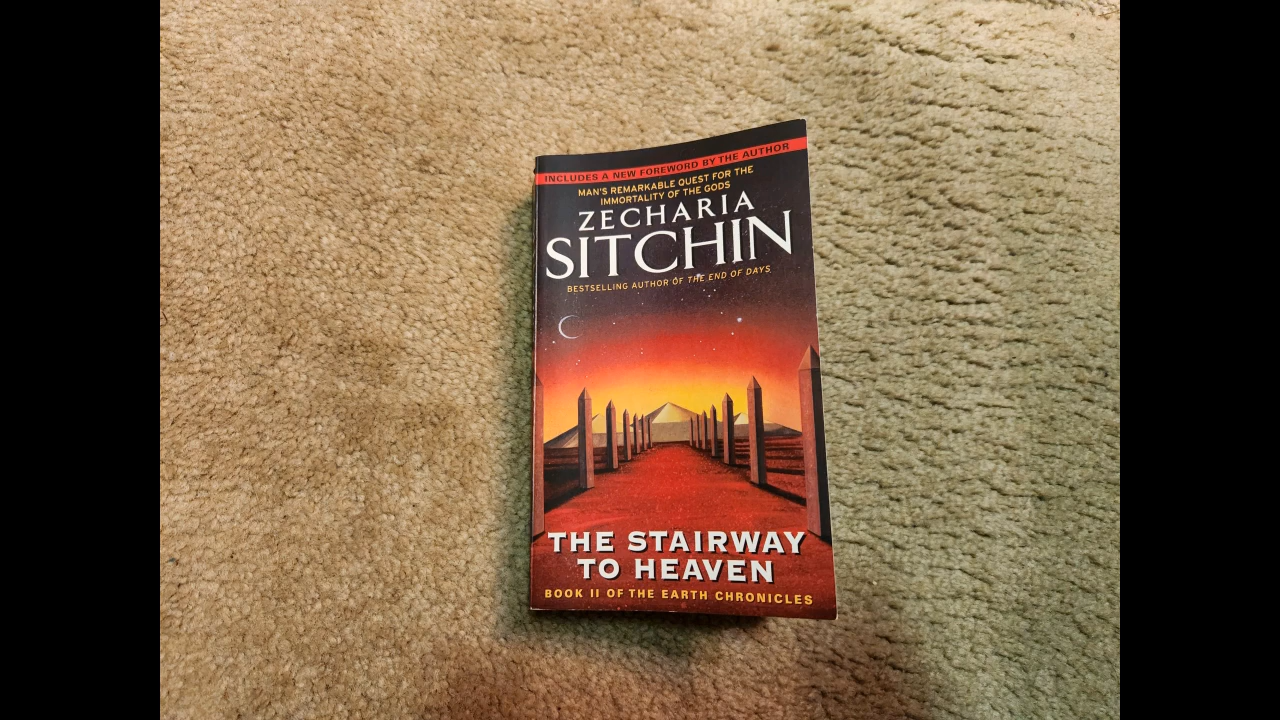 INCLUDES A NEW FOREWORD BY THE AUTHOR
MAN'S REMARKABLE QUEST FOR THE
IMMORTALITY OF THE GODS
ZECHARIA
SITCHIN
BESTSELLING AUTHOR OF THE END OF DAYS
THE STAIRWAY
TO HEAVEN
BOOK II OF THE EARTH CHRONICLES